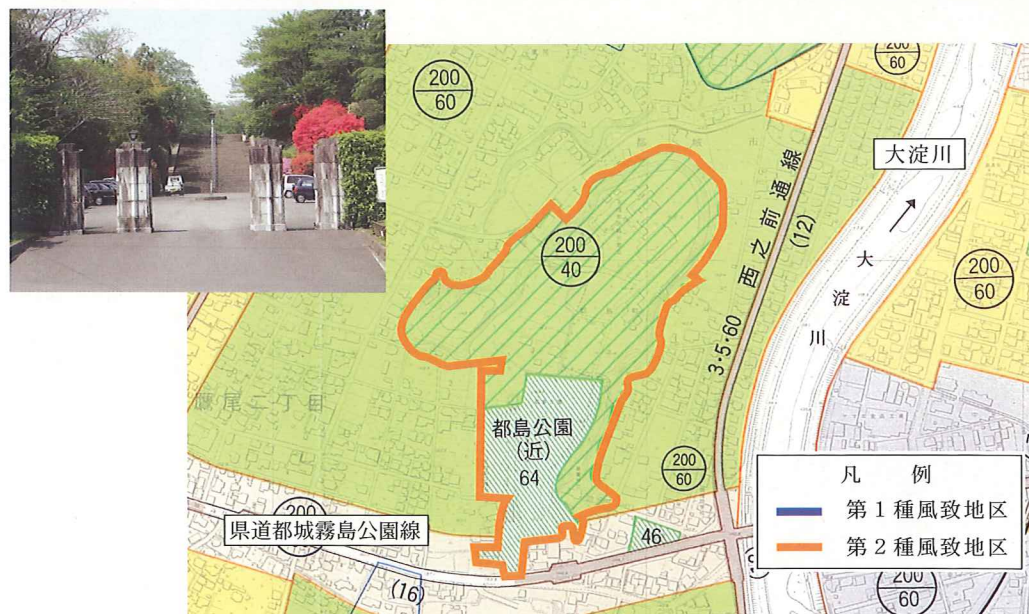 200
60
200
60
大淀川
西之前通線
(12)
3・5・60
大淀川
200
40
200
60
鷹尾二丁目
都島公園
(近)
64
200
60
凡 例
第1種風致地区
第2種風致地区
200
県道都城霧島公園線
46
(16)
200
60